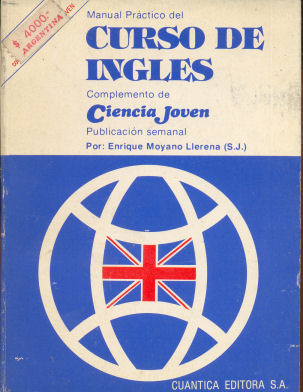 $ 4000.-
ARGENTINA
VEN
Manual Práctico del
CURSO DE
INGLES
Complemento de
Ciencia Joven
Publicación semanal
Por: Enrique Moyano Llerena (S.J.)
CUANTICA EDITORA S.A.